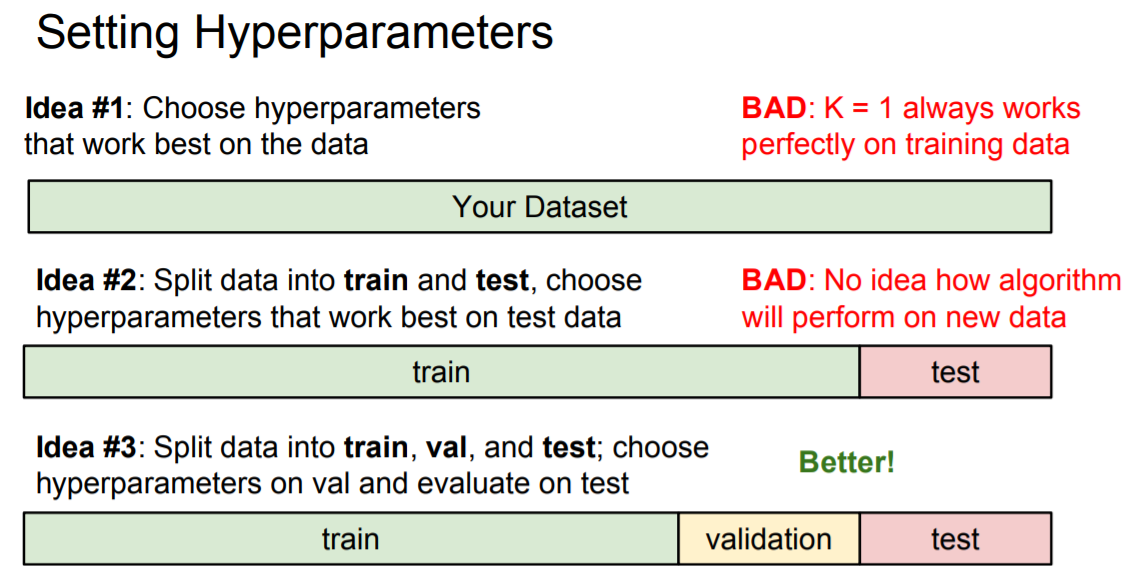 Setting Hyperparameters
Idea #1: Choose hyperparameters
that work best on the data
BAD: K = 1 always works
perfectly on training data
Your Dataset
Idea #2: Split data into train and test, choose
hyperparameters that work best on test data
BAD: No idea how algorithm
will perform on new data
train
test
Idea #3: Split data into train, val, and test; choose
hyperparameters on val and evaluate on test
Better!
train
validation
test